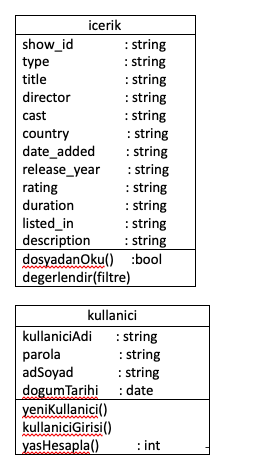 icerik
show_id : string
type : string
title : string
director : string
cast : string
country : string
date_added : string
release_year : string
rating : string
duration : string
listed_in : string
description : string
dosyadanOku() :bool
degerlendir(filtre)
kullanici
kullaniciAdi : string
parola : string
adSoyad : string
dogumTarihi : date
yeniKullanici()
kullaniciGirisi()
yasHesapla() : int